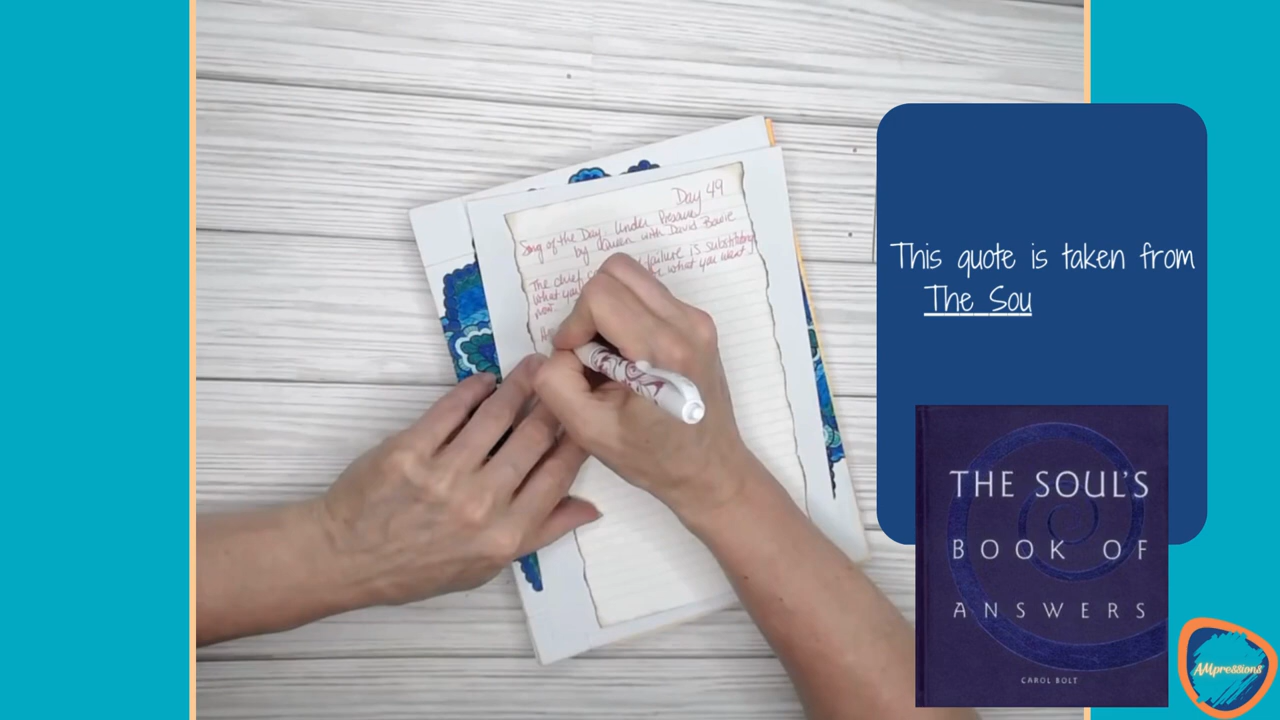 Day 49
Song of the Day: Under Pressure
by Queen with David Bowie
The chief failure is substituting
what you what you want
now.
This quote is taken from
The Sou
THE SOUL'S
BOOK OF
ANSWERS
CAROL BOLT
AMpressions